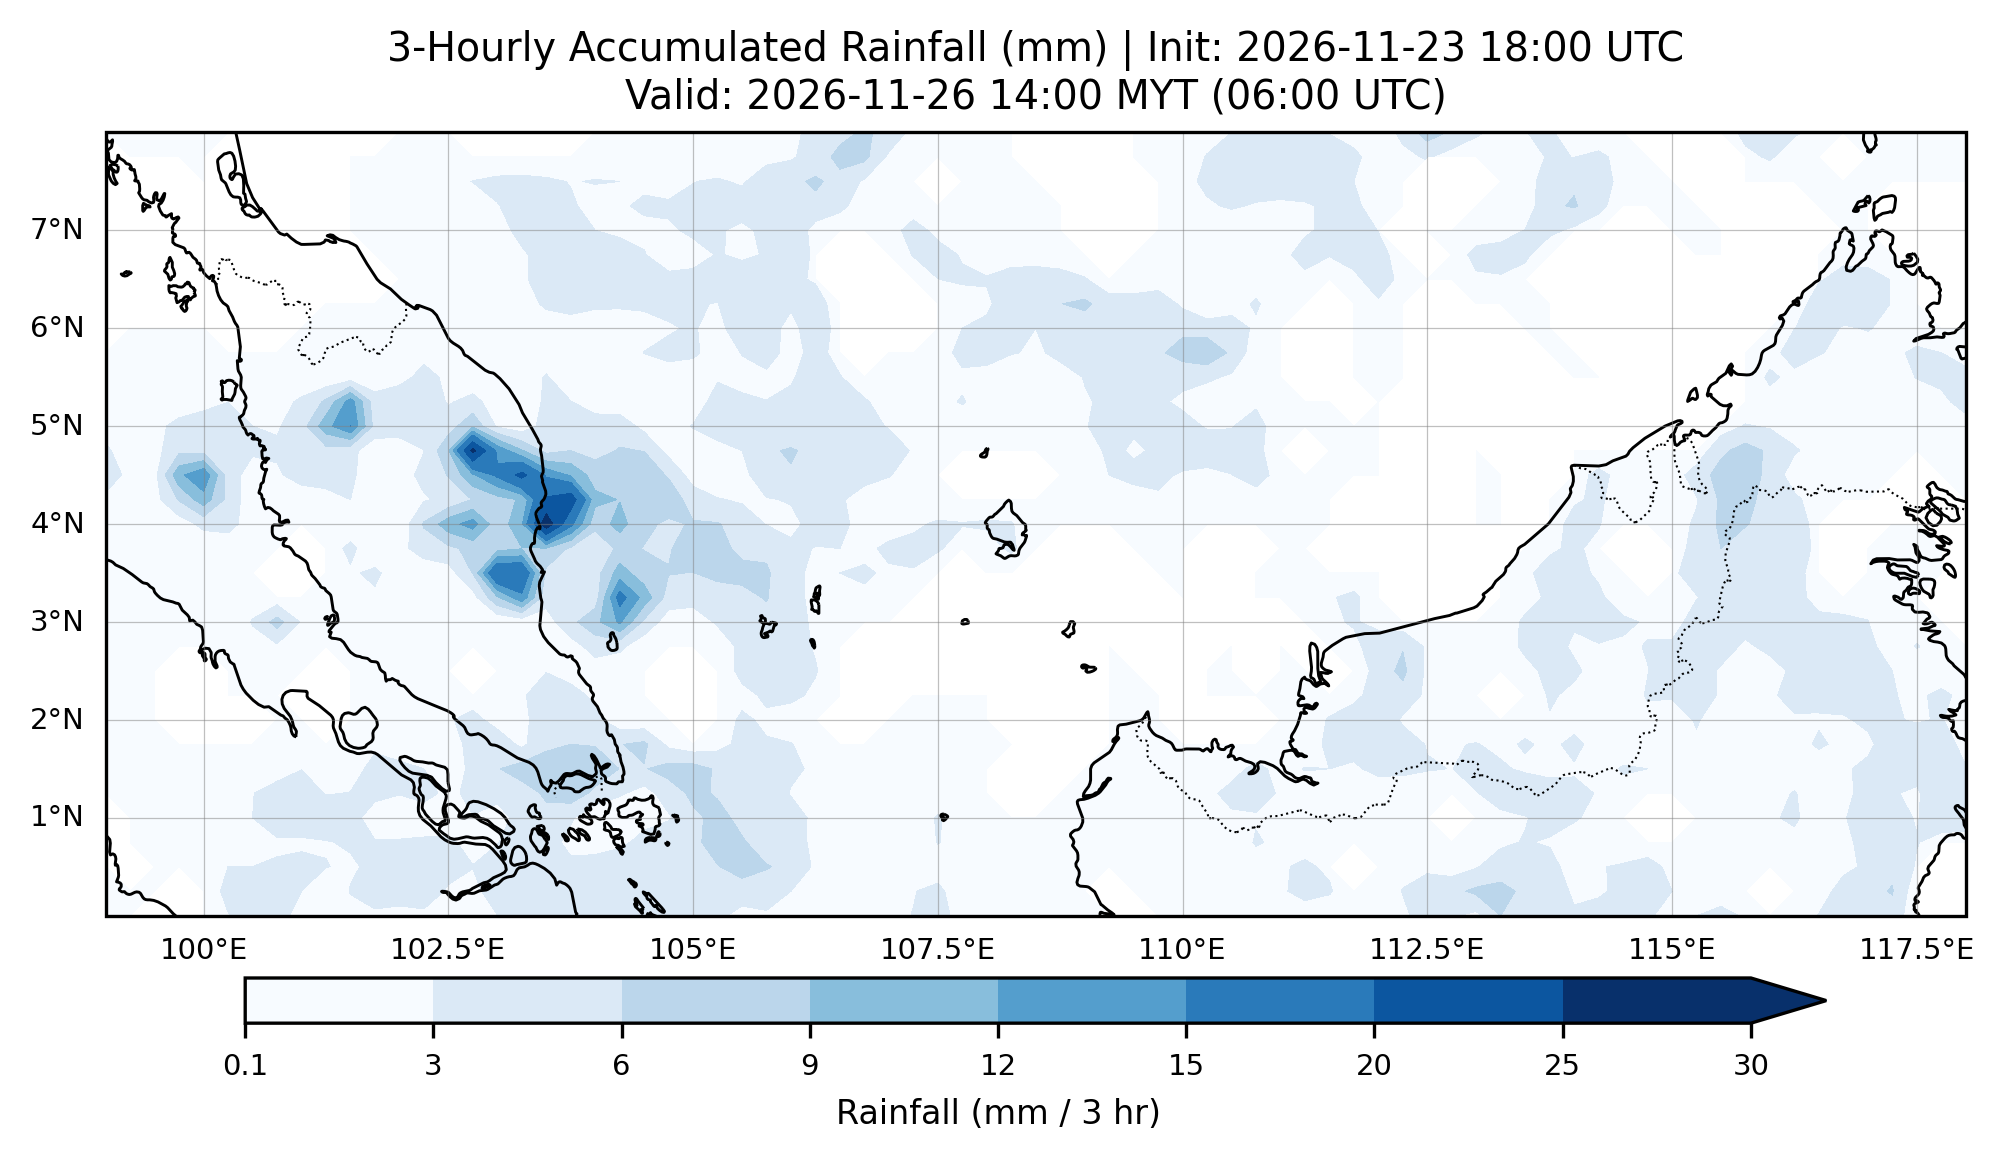 3-Hourly Accumulated Rainfall (mm) | Init: 2026-11-23 18:00 UTC
Valid: 2026-11-26 14:00 MYT (06:00 UTC)
7°N
6°N
5°N
4°N
3°N
2°N
1°N
100°E 102.5°E 105°E 107.5°E 110°E 112.5°E 115°E 117.5°E
0.1 3 6 9 12 15 20 25 30
Rainfall (mm / 3 hr)